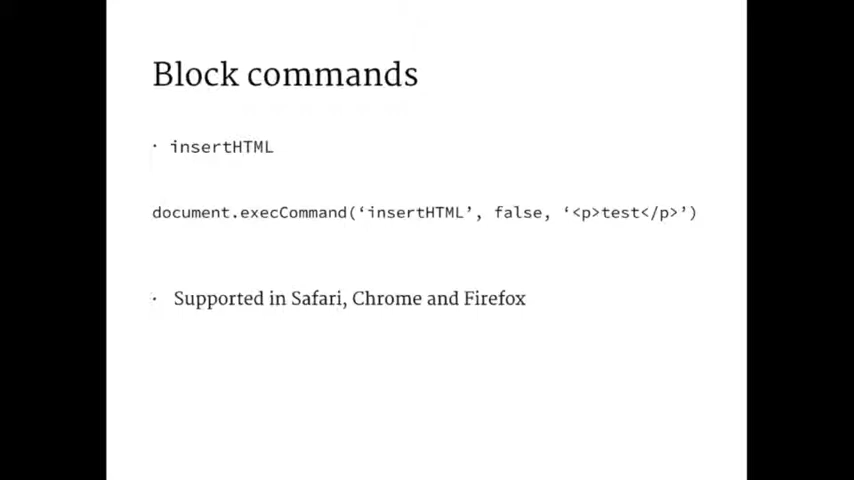 Block commands
· insertHTML
document.execCommand(‘insertHTML’, false, ‘<p>test</p>’)
· Supported in Safari, Chrome and Firefox